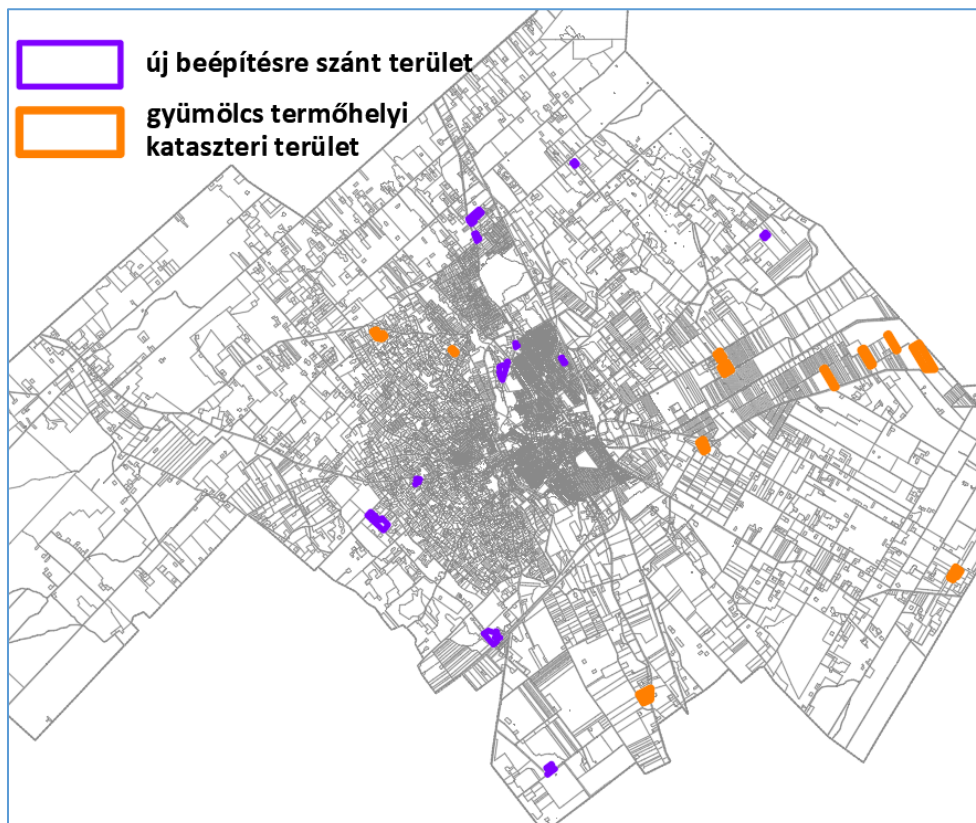 új beépítésre szánt terület
gyümölcs termőhelyi
kataszteri terület